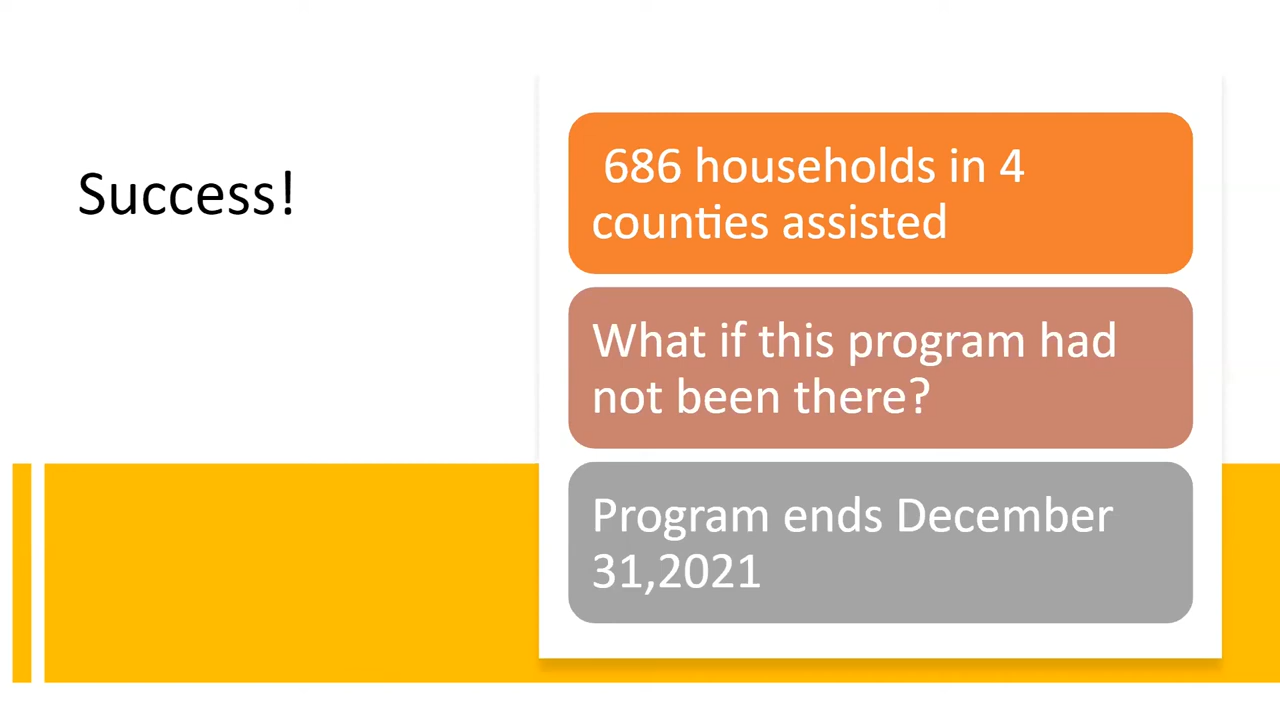 Success!
686 households in 4
counties assisted
What if this program had
not been there?
Program ends December
31,2021